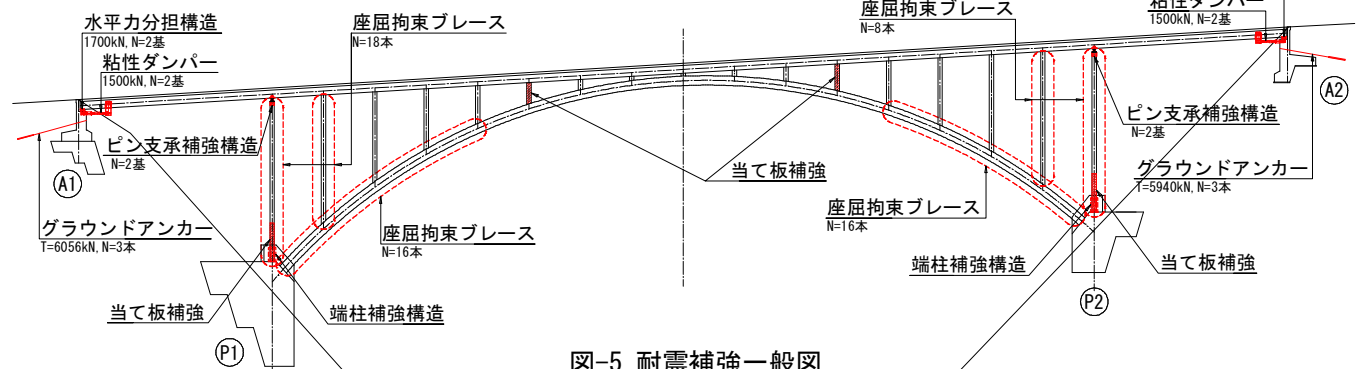 水平力分担構造
1700kN, N=2基
粘性ダンパー
1500kN, N=2基
座屈拘束ブレース
N=18本
座屈拘束ブレース
N=8本
粘性ダンパー
1500kN, N=2基
ピン支承補強構造
N=2基
A1
グラウンドアンカー
T=6056kN, N=3本
座屈拘束ブレース
N=16本
当て板補強
端柱補強構造
P1
当て板補強
座屈拘束ブレース
N=16本
端柱補強構造
A2
ピン支承補強構造
N=2基
グラウンドアンカー
T=5940kN, N=3本
当て板補強
P2
図-5 耐震補強一般図